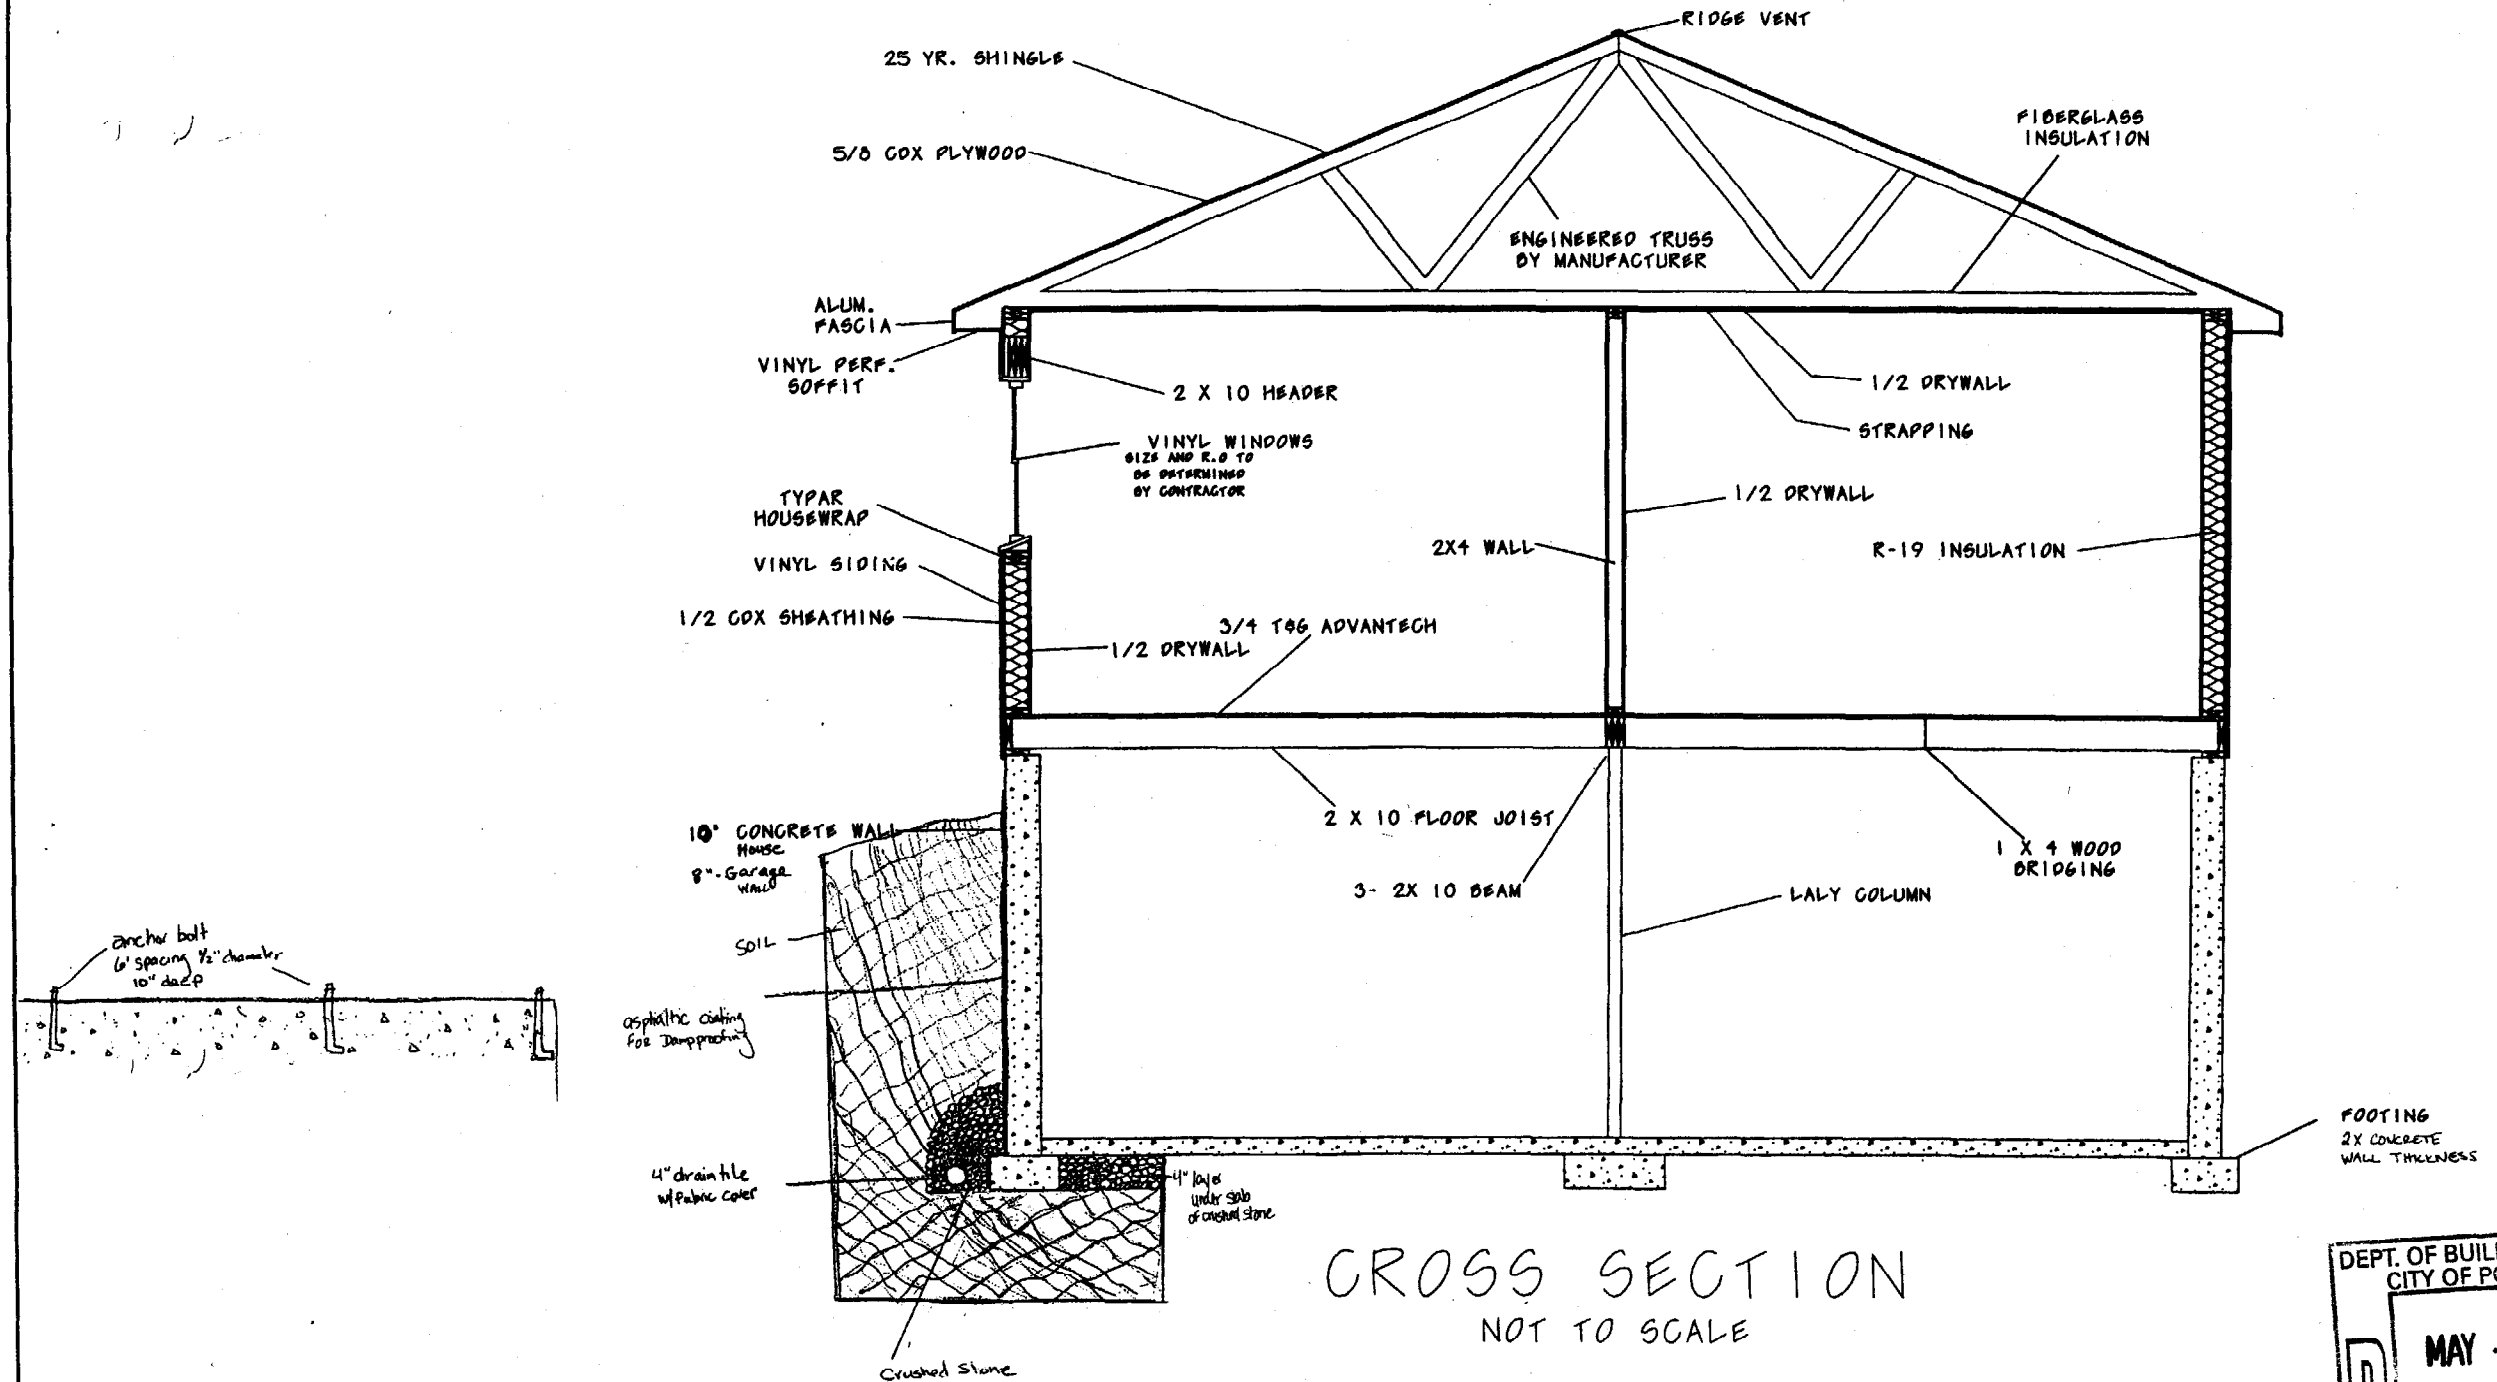 RIDGE VENT
25 YR. SHINGLE
FIBERGLASS
INSULATION
5/8 CDX PLYWOOD
ENGINEERED TRUSS
BY MANUFACTURER
ALUM.
FASCIA
VINYL PERF.
SOFFIT
2 X 10 HEADER
1/2 DRYWALL
STRAPPING
VINYL WINDOWS
SIZE AND R.O TO
BE DETERMINED
BY CONTRACTOR
TYPAR
HOUSEWRAP
1/2 DRYWALL
2X4 WALL
R-19 INSULATION
VINYL SIDING
1/2 CDX SHEATHING
3/4 T&G ADVANTECH
1/2 DRYWALL
10" CONCRETE WALL
House
8"-Garage
WALL
2 X 10 FLOOR JOIST
1 X 4 WOOD
BRIDGING
3- 2X 10 BEAM
LALY COLUMN
SOIL
anchor bolt
6' spacing 1/2" diameter
10" deep
asphaltic coating
FOR Dampproofing
FOOTING
2X CONCRETE
WALL THICKNESS
4" drain tile
w/ fabric cover
4" layer
under slab
of crushed stone
CROSS SECTION
NOT TO SCALE
Crushed Stone
DEPT. OF BUIL
CITY OF PO
MAY